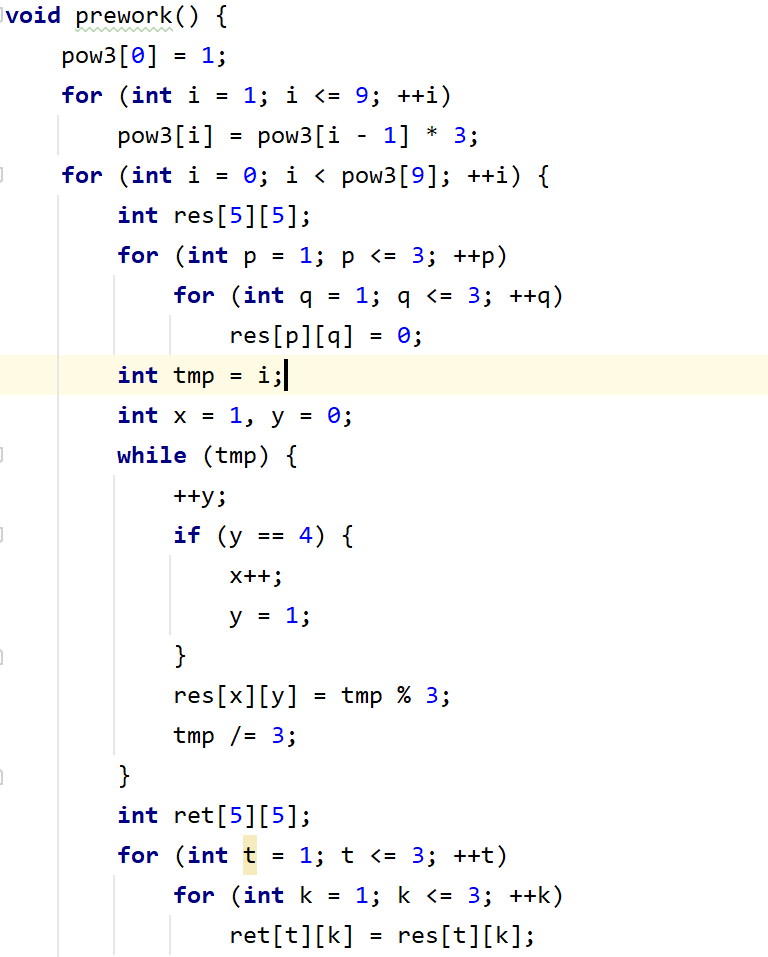 void prework() {
    pow3[0] = 1;
    for (int i = 1; i <= 9; ++i)
        pow3[i] = pow3[i - 1] * 3;
    for (int i = 0; i < pow3[9]; ++i) {
        int res[5][5];
        for (int p = 1; p <= 3; ++p)
            for (int q = 1; q <= 3; ++q)
                res[p][q] = 0;
        int tmp = i;
        int x = 1, y = 0;
        while (tmp) {
            ++y;
            if (y == 4) {
                x++;
                y = 1;
            }
            res[x][y] = tmp % 3;
            tmp /= 3;
        }
        int ret[5][5];
        for (int t = 1; t <= 3; ++t)
            for (int k = 1; k <= 3; ++k)
                ret[t][k] = res[t][k];